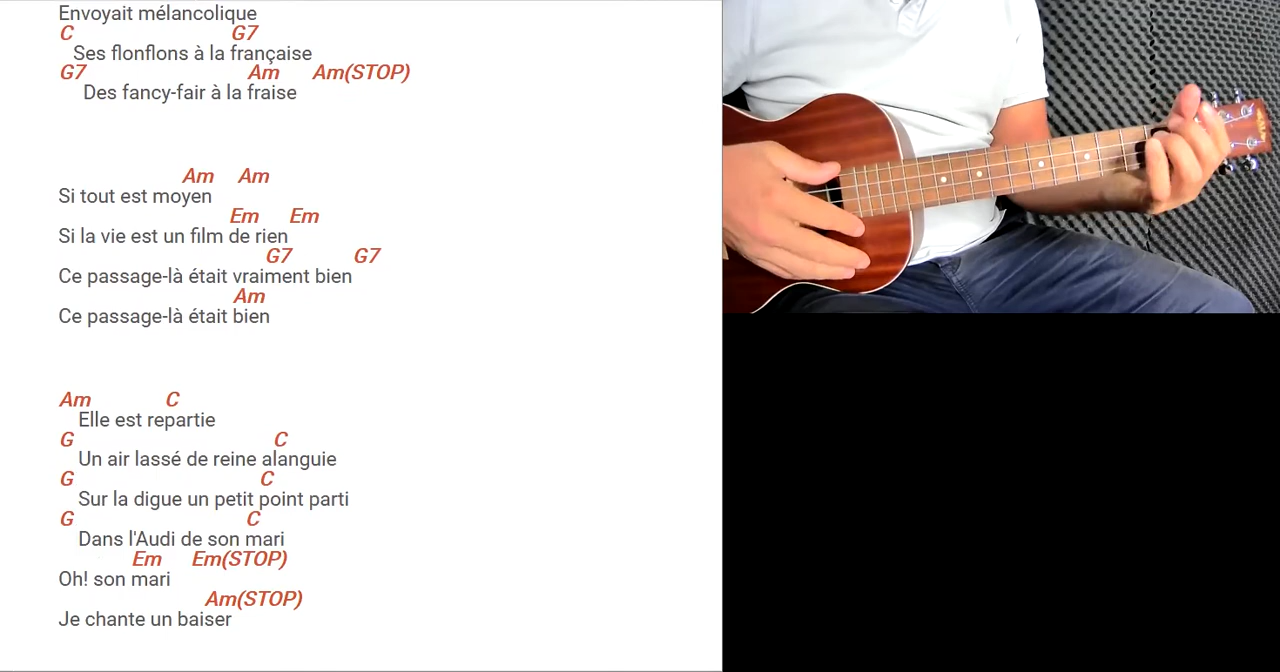 Envoyait mélancolique
C G7
Ses flonflons à la française
G7 Am Am(STOP)
Des fancy-fair à la fraise
Am Am
Si tout est moyen
Em Em
Si la vie est un film de rien
G7 G7
Ce passage-là était vraiment bien
Am
Ce passage-là était bien
Am C
Elle est repartie
G C
Un air lassé de reine alanguie
G C
Sur la digue un petit point parti
G C
Dans l'Audi de son mari
Em Em(STOP)
Oh! son mari
Am(STOP)
Je chante un baiser